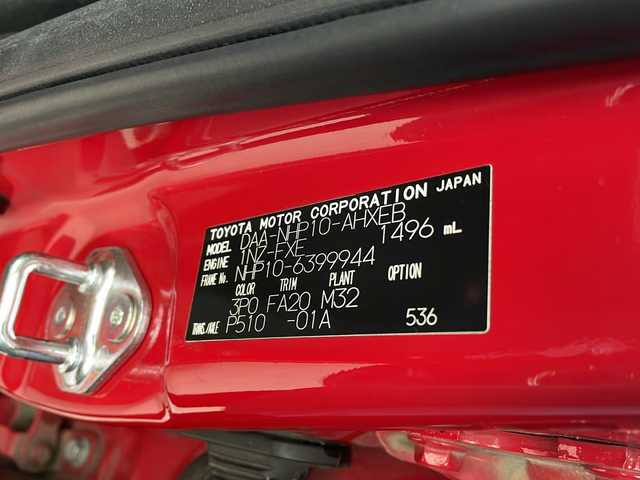 TOYOTA MOTOR CORPORATION JAPAN
MODEL DAA-NHP10-AHXEB
ENGINE 1NZ-FXE 1496 mL
FRAME No. NHP10-6399944
COLOR TRIM PLANT OPTION
3P0 FA20 M32
TRANS./AXLE P510 -01A 536